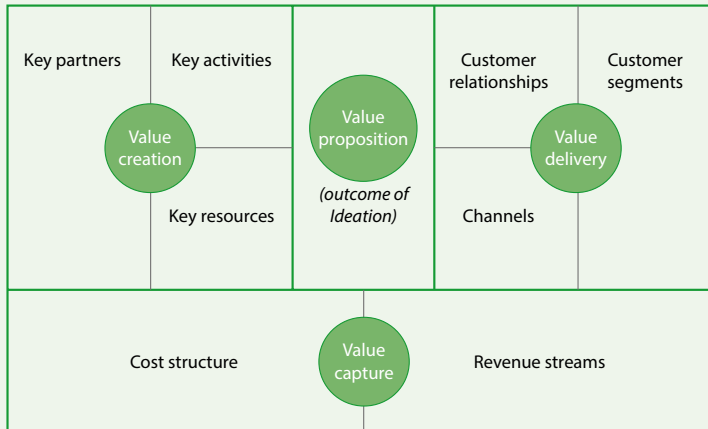 Key partners
Key activities
Value
creation
Key resources
Value
proposition
(outcome of
Ideation)
Customer
relationships
Customer
segments
Value
delivery
Channels
Cost structure
Value
capture
Revenue streams